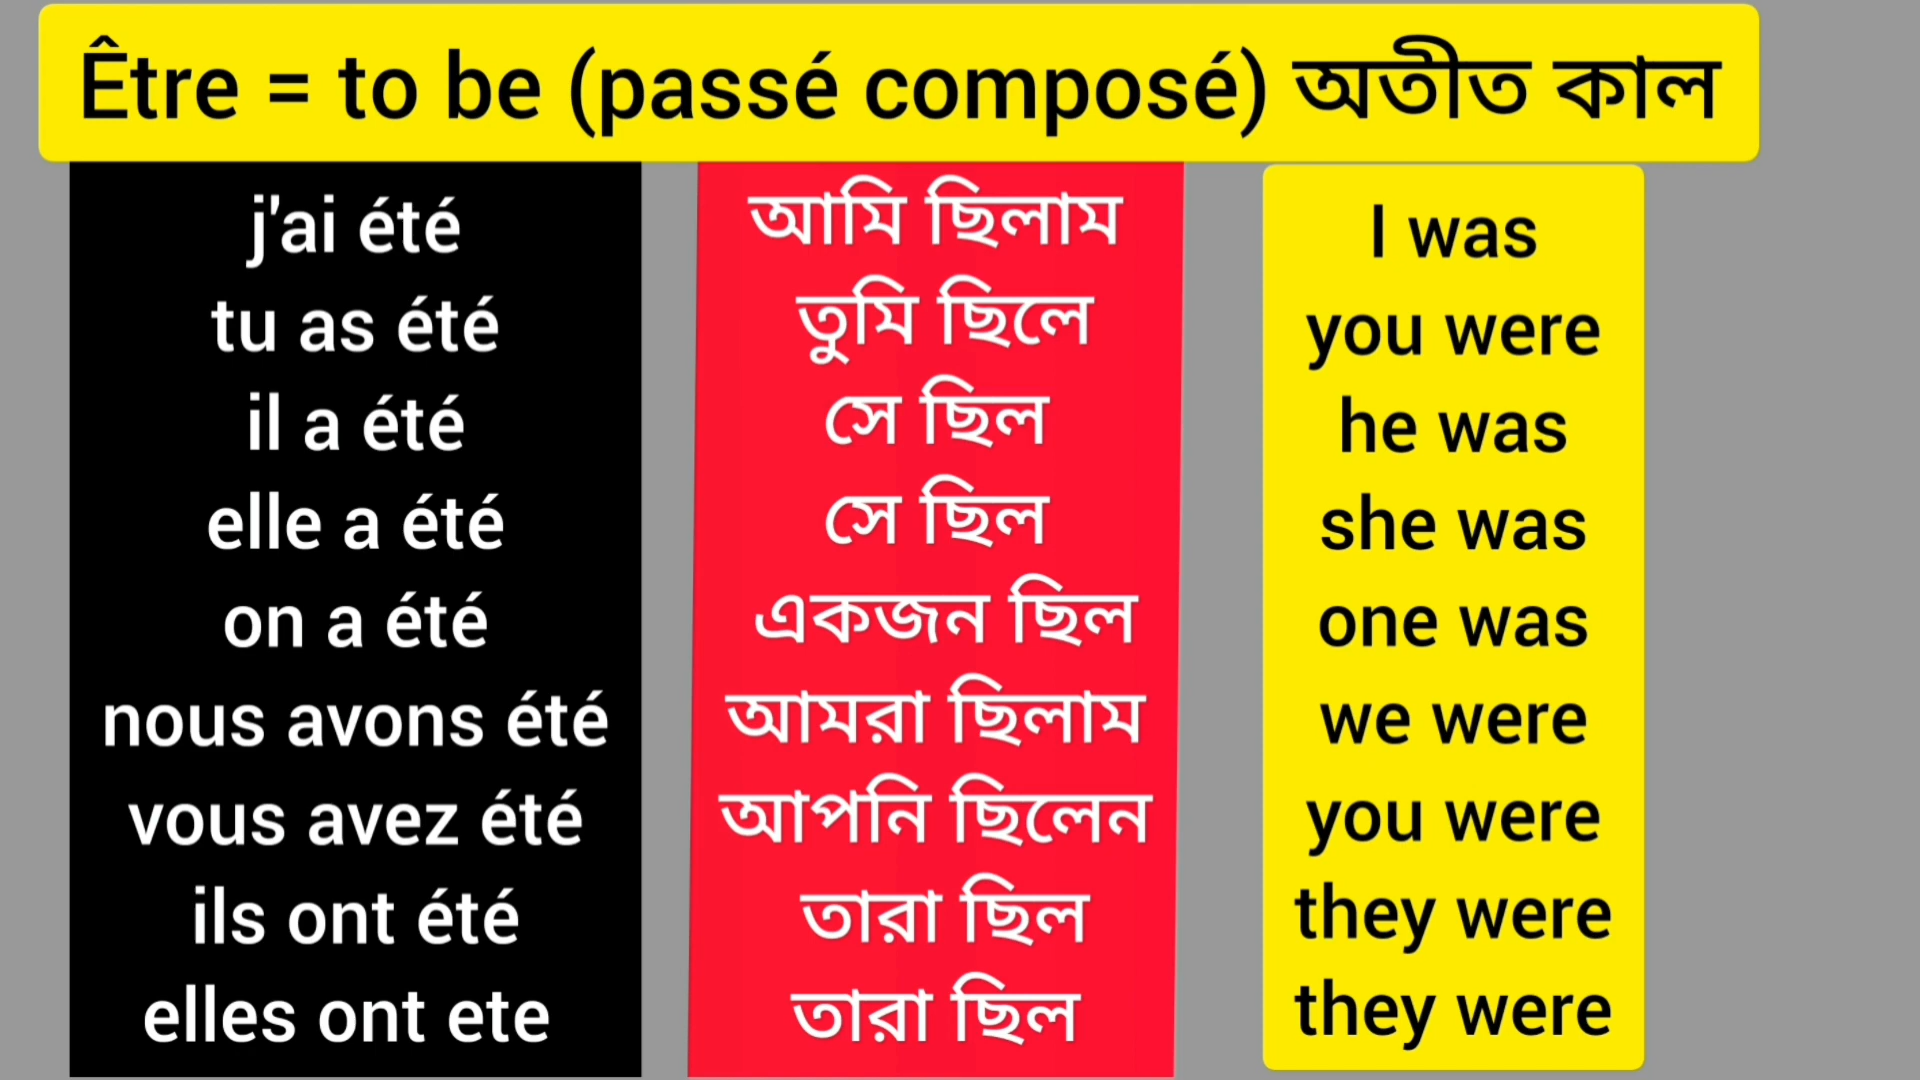 Être = to be (passé composé) অতীত কাল
j'ai été
tu as été
il a été
elle a été
on a été
nous avons été
vous avez été
ils ont été
elles ont ete
আমি ছিলাম
তুমি ছিলে
সে ছিল
সে ছিল
একজন ছিল
আমরা ছিলাম
আপনি ছিলেন
তারা ছিল
তারা ছিল
I was
you were
he was
she was
one was
we were
you were
they were
they were